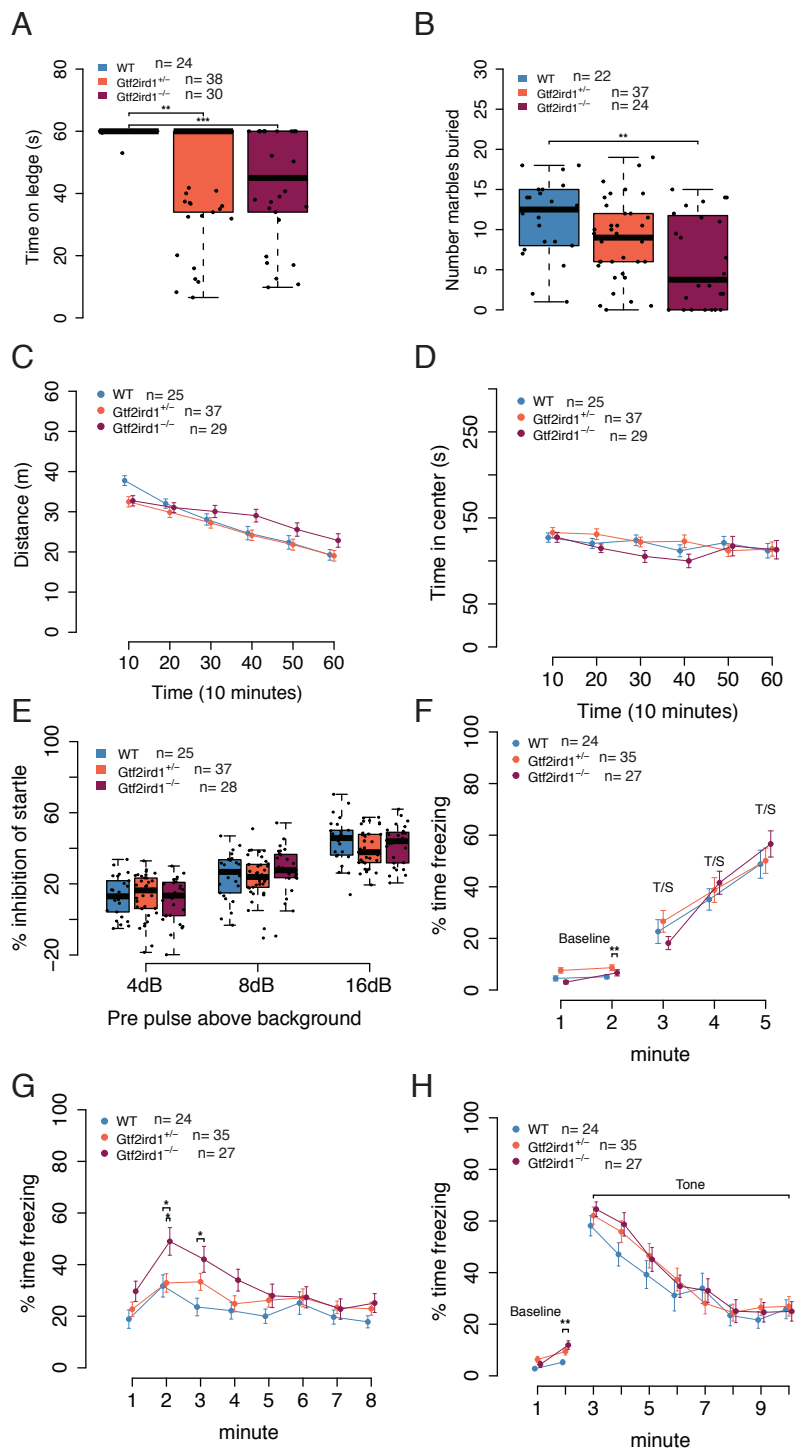 A
WT n= 24
Gtf2ird1+/− n= 38
Gtf2ird1−/− n= 30
**
***
Time on ledge (s)
0 20 40 60 80
B
WT n= 22
Gtf2ird1+/− n= 37
Gtf2ird1−/− n= 24
**
Number marbles buried
0 5 10 15 20 25 30
C
WT n= 25
Gtf2ird1+/− n= 37
Gtf2ird1−/− n= 29
Distance (m)
0 10 20 30 40 50 60
10 20 30 40 50 60
Time (10 minutes)
D
WT n= 25
Gtf2ird1+/− n= 37
Gtf2ird1−/− n= 29
Time in center (s)
0 50 150 250
10 20 30 40 50 60
Time (10 minutes)
E
WT n= 25
Gtf2ird1+/− n= 37
Gtf2ird1−/− n= 28
% inhibition of startle
−20 20 60 100
4dB 8dB 16dB
Pre pulse above background
F
WT n= 24
Gtf2ird1+/− n= 35
Gtf2ird1−/− n= 27
% time freezing
0 20 40 60 80 100
Baseline
**
T/S
T/S
T/S
1 2 3 4 5
minute
G
WT n= 24
Gtf2ird1+/− n= 35
Gtf2ird1−/− n= 27
*
*
*
% time freezing
0 20 40 60 80 100
1 2 3 4 5 6 7 8
minute
H
WT n= 24
Gtf2ird1+/− n= 35
Gtf2ird1−/− n= 27
Tone
Baseline
**
% time freezing
0 20 40 60 80 100
1 3 5 7 9
minute